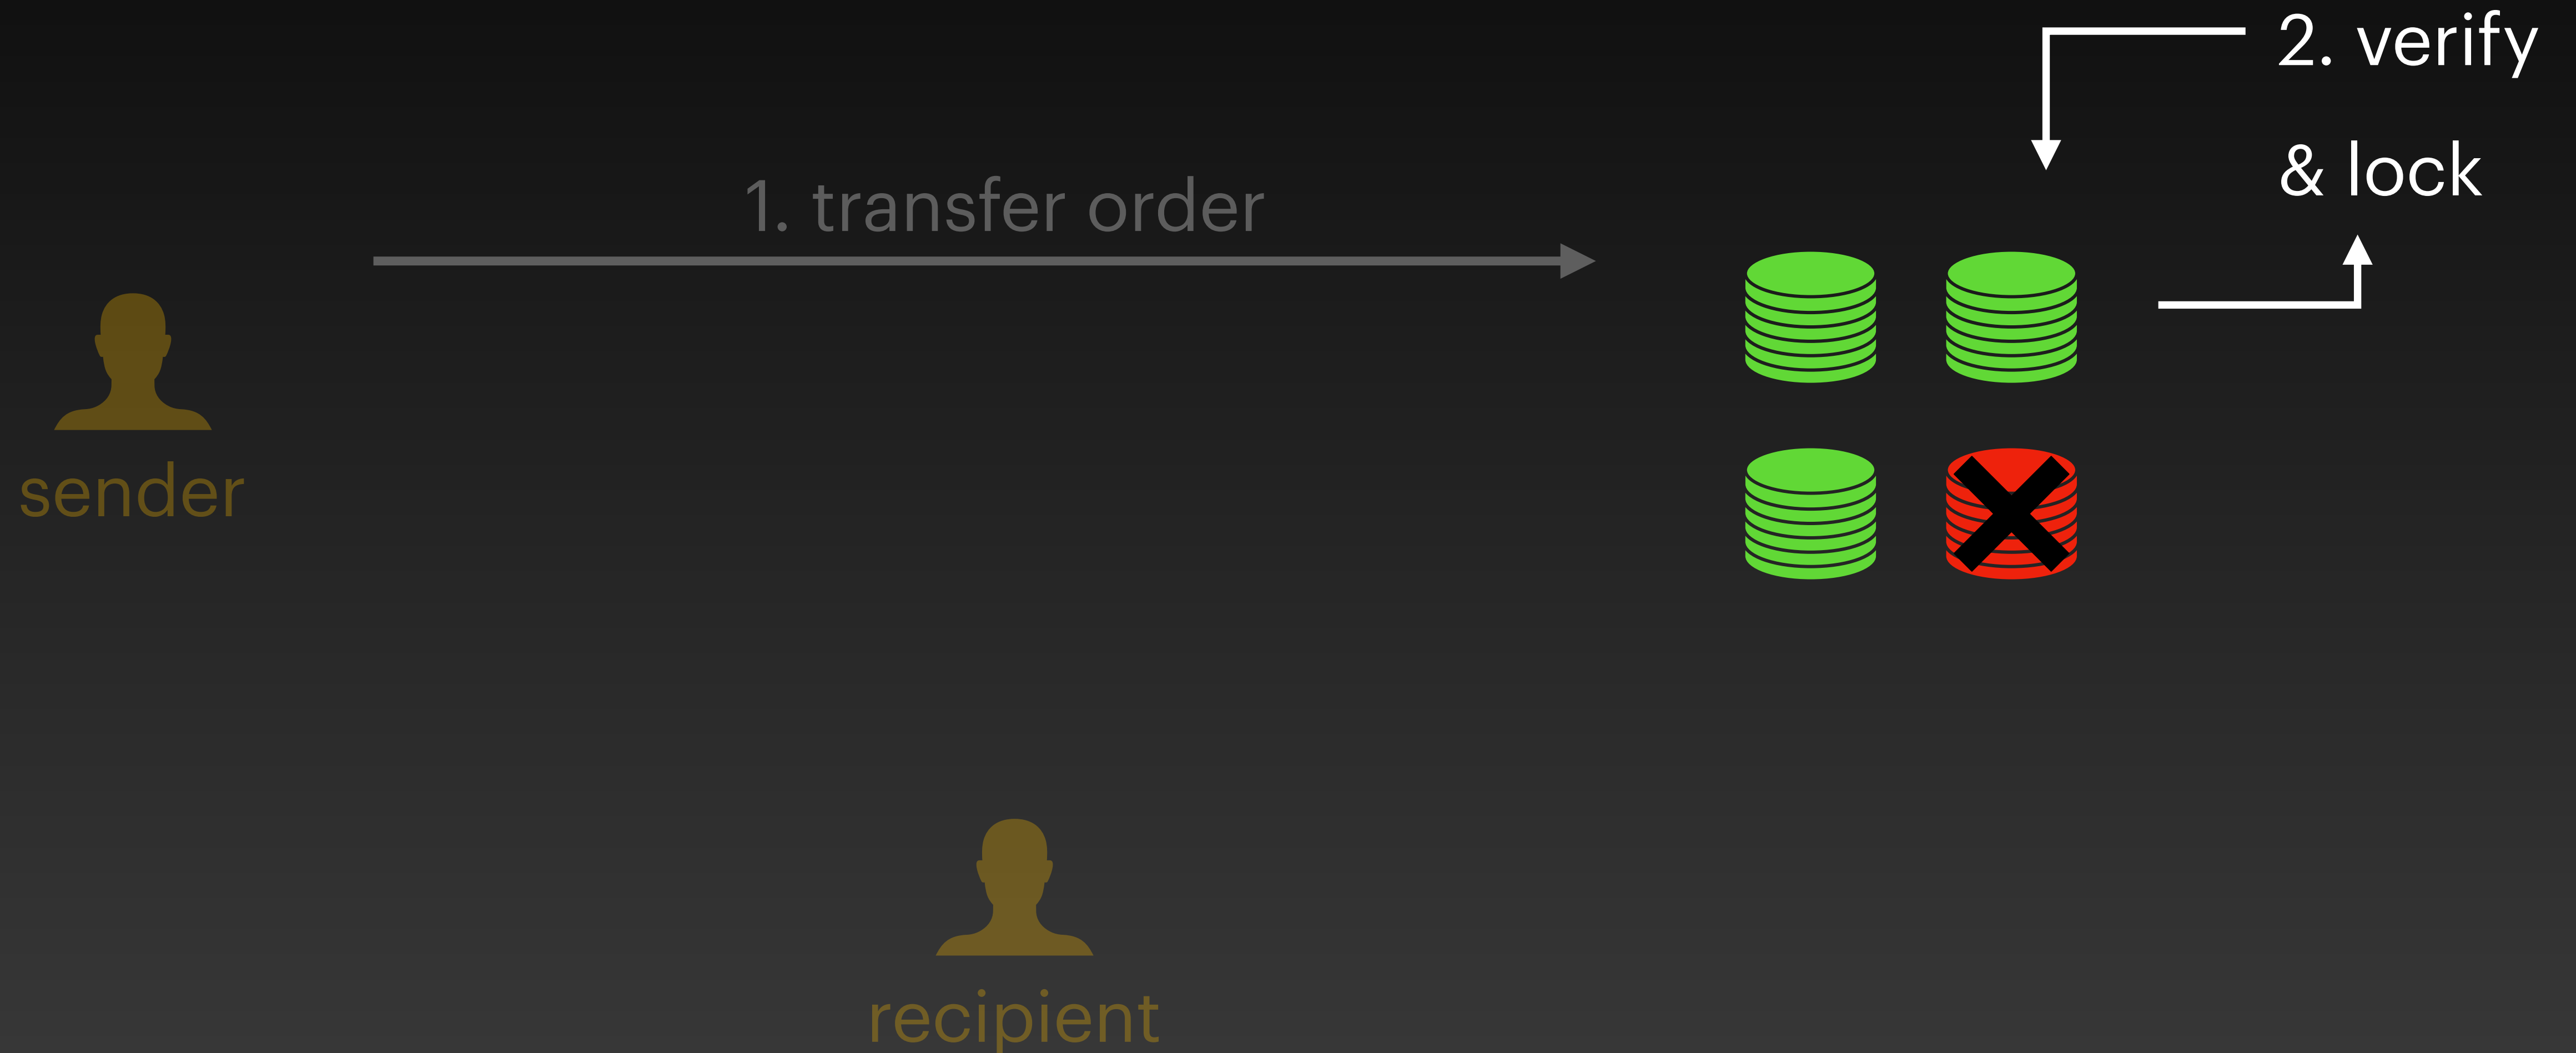 2. verify
& lock
1. transfer order
sender
recipient